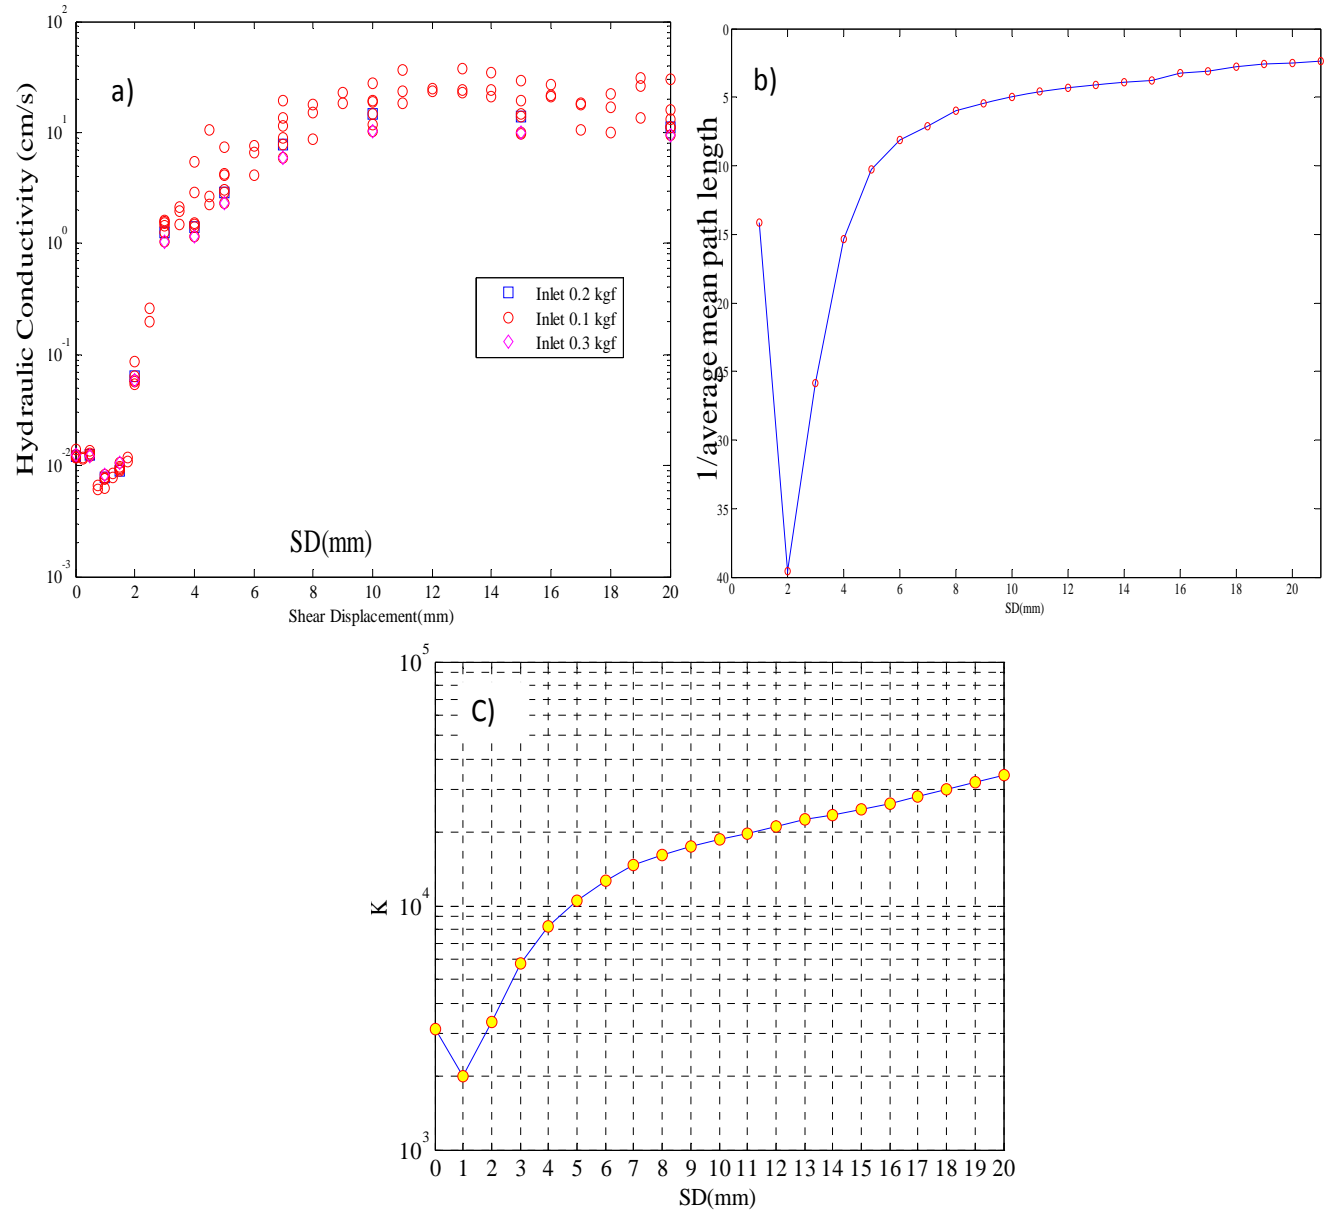 a)
Hydraulic Conductivity (cm/s)
10^2
10^1
10^0
10^-1
10^-2
10^-3
Inlet 0.2 kgf
Inlet 0.1 kgf
Inlet 0.3 kgf
SD(mm)
0 2 4 6 8 10 12 14 16 18 20
Shear Displacement(mm)
b)
1/average mean path length
0
5
10
15
20
25
30
35
40
0 2 4 6 8 10 12 14 16 18 20
SD(mm)
C)
K
10^5
10^4
10^3
0 1 2 3 4 5 6 7 8 9 10 11 12 13 14 15 16 17 18 19 20
SD(mm)